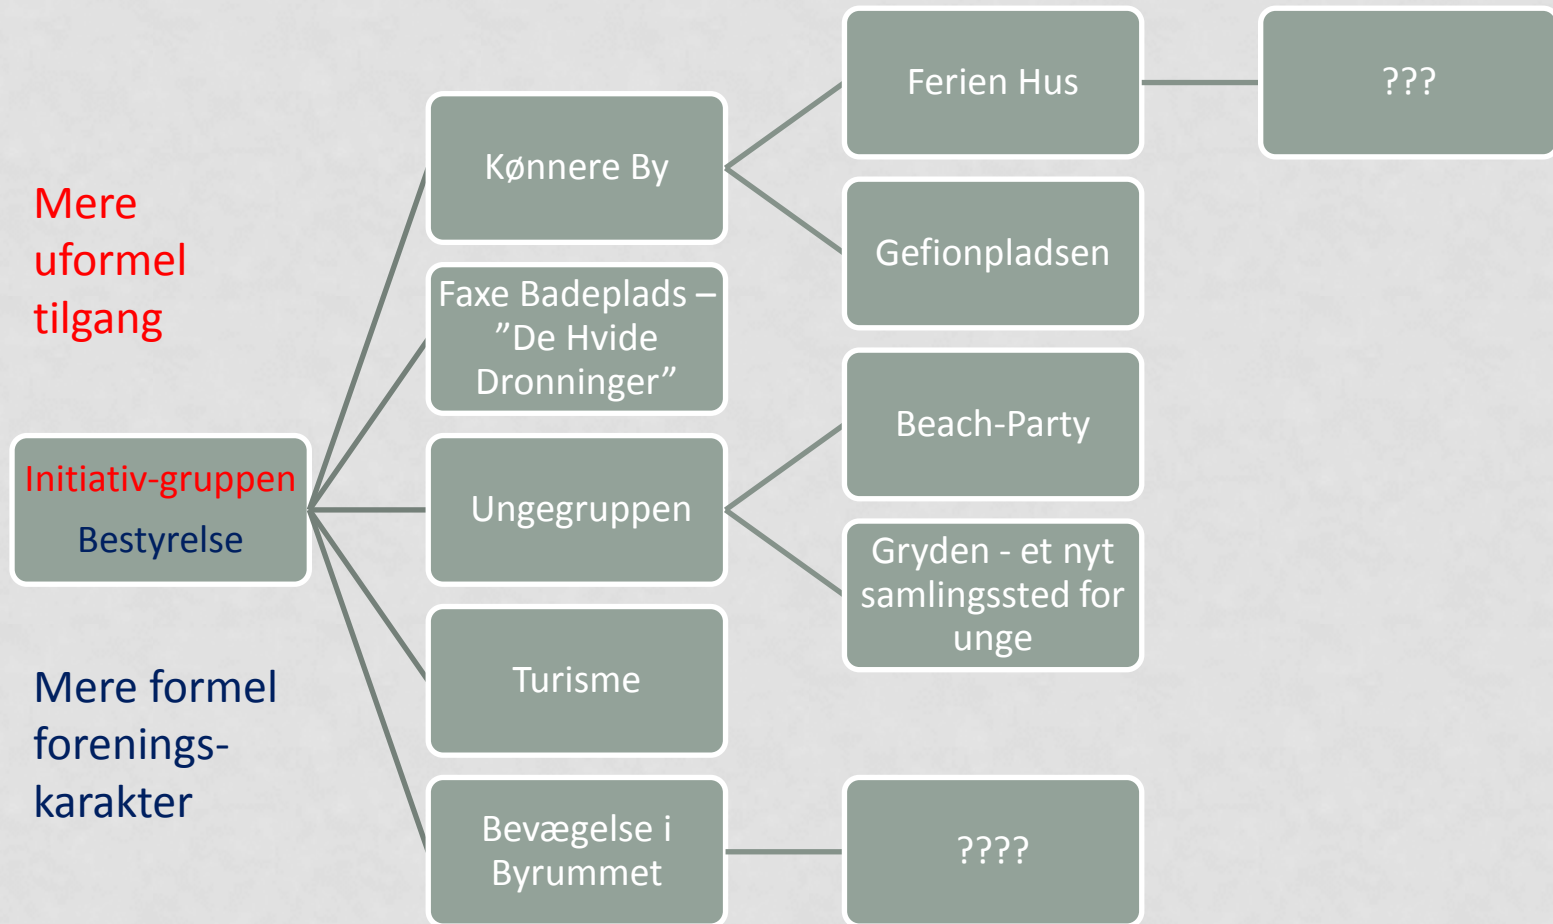 Mere
uformel
tilgang
Initiativ-gruppen
Bestyrelse
Mere formel
forenings-
karakter
Kønnere By
Faxe Badeplads –
”De Hvide
Dronninger”
Ungegruppen
Turisme
Bevægelse i
Byrummet
Ferien Hus
Gefionpladsen
Beach-Party
Gryden - et nyt
samlingssted for
unge
????
???